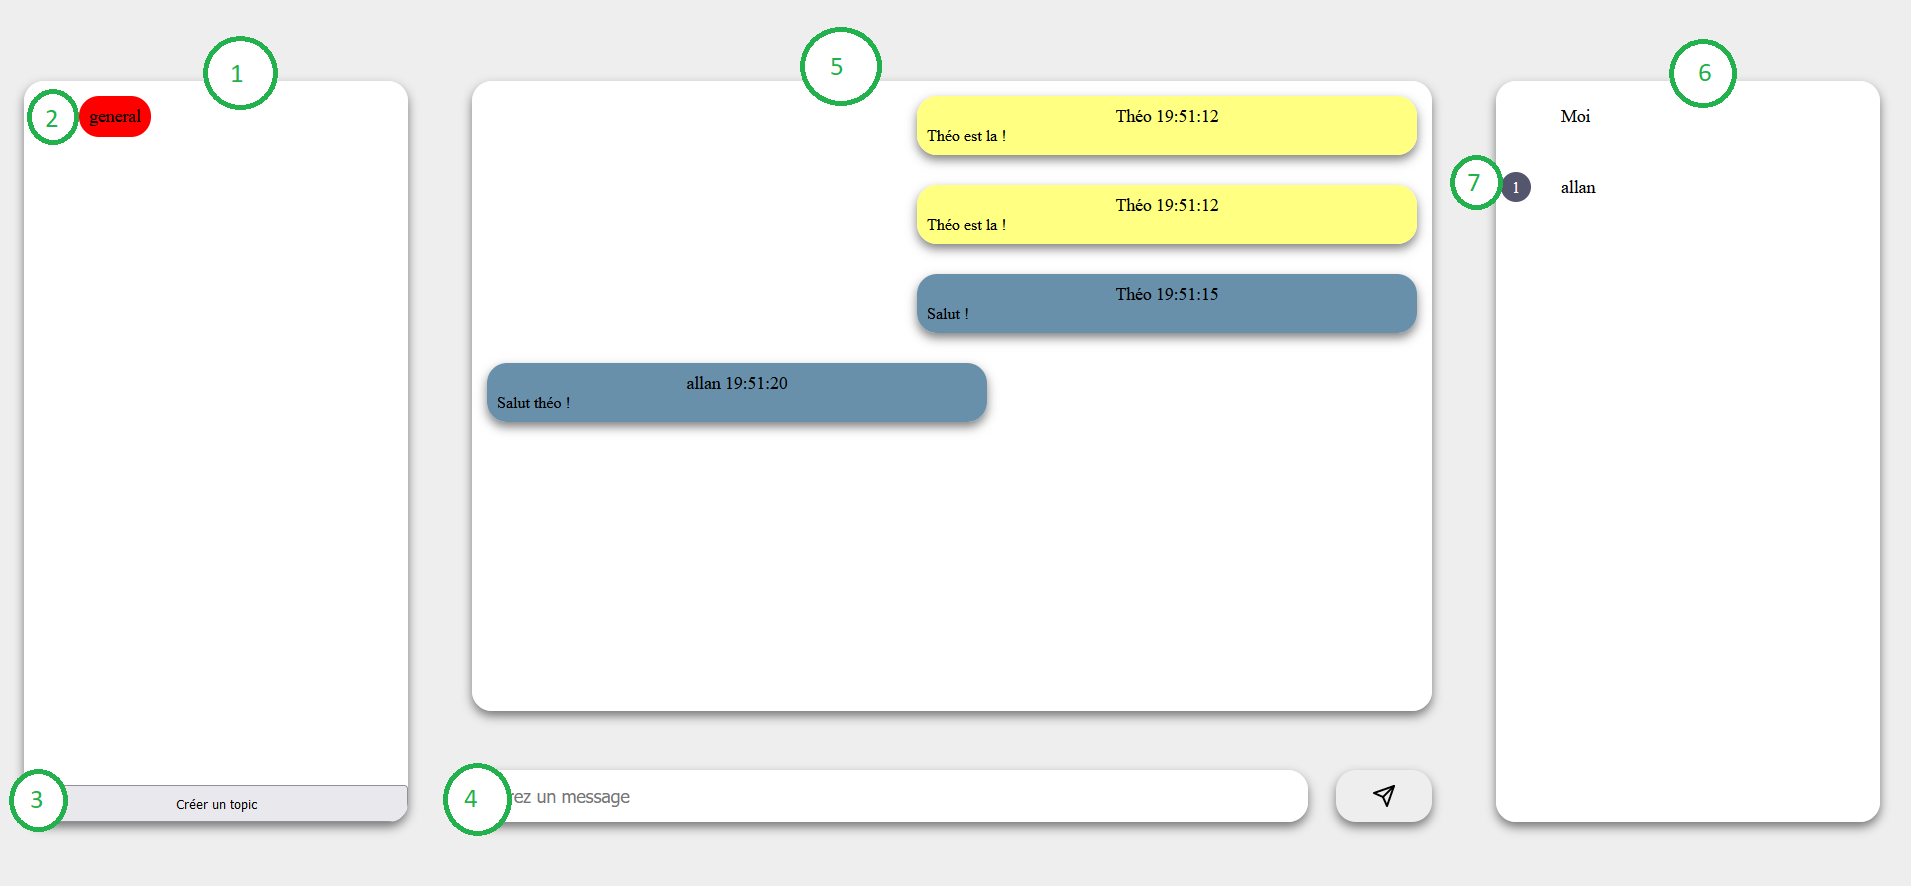 1
2
general
3
Créer un topic
5
Théo 19:51:12
Théo est la !
Théo 19:51:12
Théo est la !
Théo 19:51:15
Salut !
allan 19:51:20
Salut théo !
4
rez un message
6
Moi
7
1
allan